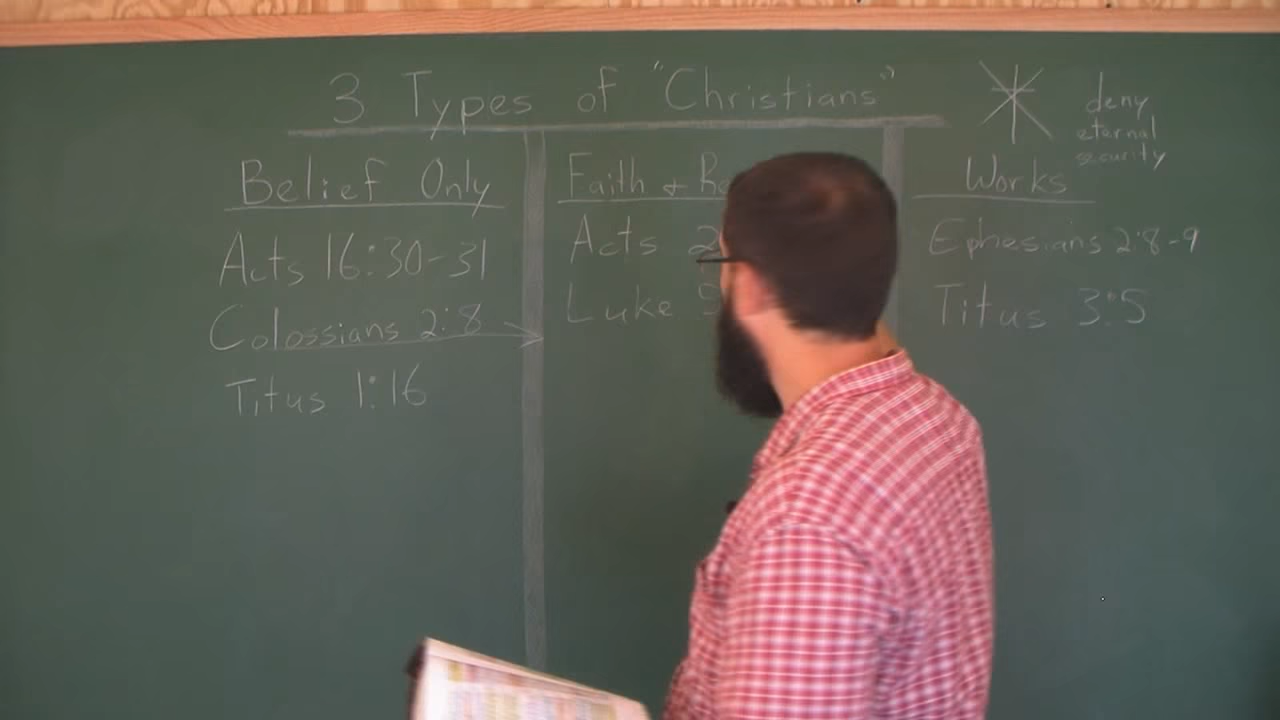 3 Types of "Christians"
deny
eternal
security
Belief Only
Acts 16:30-31
Colossians 2:8
Titus 1:16
Faith +
Acts
Luke
Works
Ephesians 2:8-9
Titus 3:5